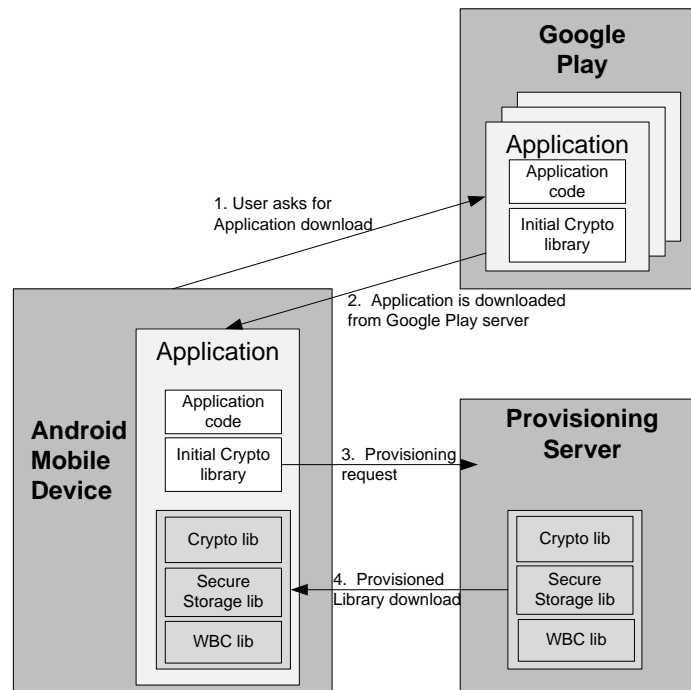 Google
Play
Application
Application
code
Initial Crypto
library
1. User asks for
Application download
2. Application is downloaded
from Google Play server
Android
Mobile
Device
Application
Application
code
Initial Crypto
library
Crypto lib
Secure
Storage lib
WBC lib
3. Provisioning
request
4. Provisioned
Library download
Provisioning
Server
Crypto lib
Secure
Storage lib
WBC lib